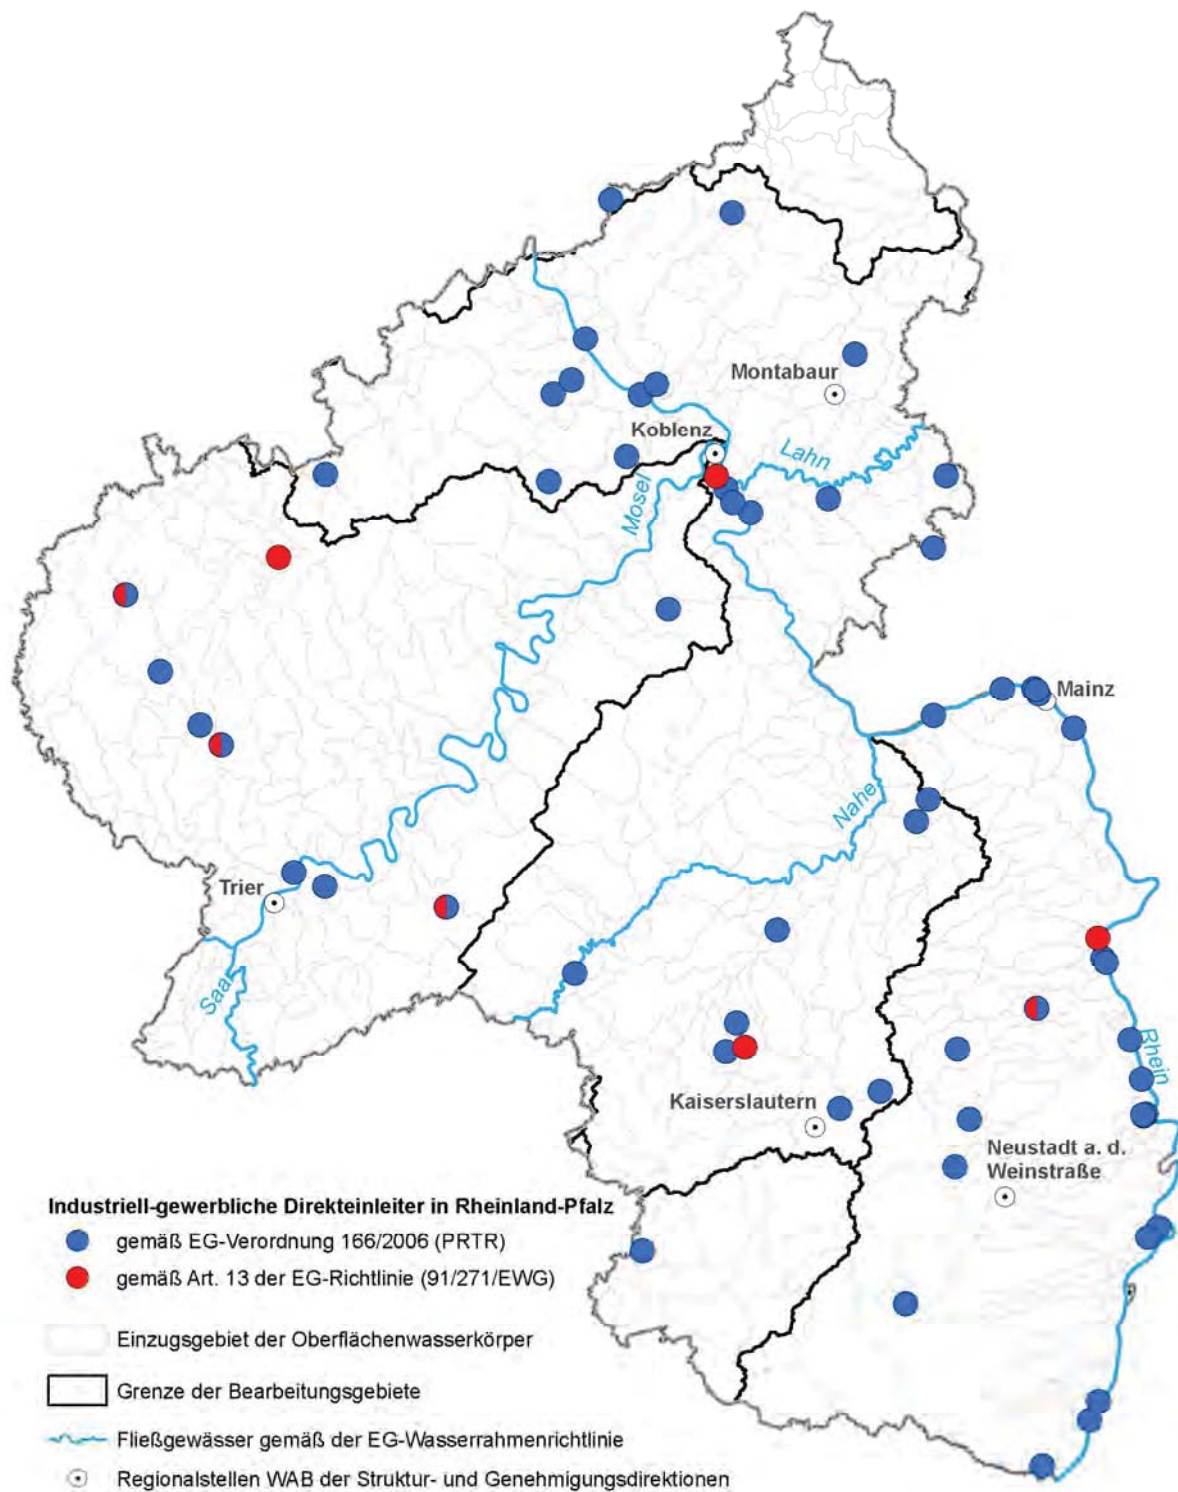 Montabaur
Koblenz
Lahn
Mosel
Mainz
Nahe
Trier
Saar
Rhein
Kaiserslautern
Neustadt a. d.
Weinstraße
Industriell-gewerbliche Direkteinleiter in Rheinland-Pfalz
gemäß EG-Verordnung 166/2006 (PRTR)
gemäß Art. 13 der EG-Richtlinie (91/271/EWG)
Einzugsgebiet der Oberflächenwasserkörper
Grenze der Bearbeitungsgebiete
Fließgewässer gemäß der EG-Wasserrahmenrichtlinie
Regionalstellen WAB der Struktur- und Genehmigungsdirektionen